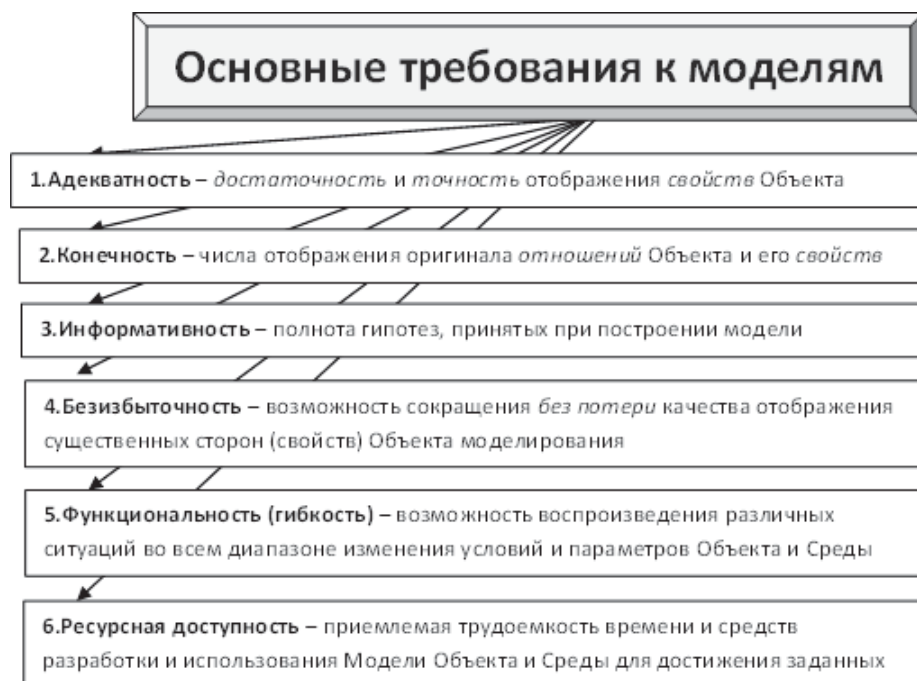 Основные требования к моделям
1.Адекватность – достаточность и точность отображения свойств Объекта
2.Конечность – числа отображения оригинала отношений Объекта и его свойств
3.Информативность – полнота гипотез, принятых при построении модели
4.Безизбыточность – возможность сокращения без потери качества отображения
существенных сторон (свойств) Объекта моделирования
5.Функциональность (гибкость) – возможность воспроизведения различных
ситуаций во всем диапазоне изменения условий и параметров Объекта и Среды
6.Ресурсная доступность – приемлемая трудоемкость времени и средств
разработки и использования Модели Объекта и Среды для достижения заданных